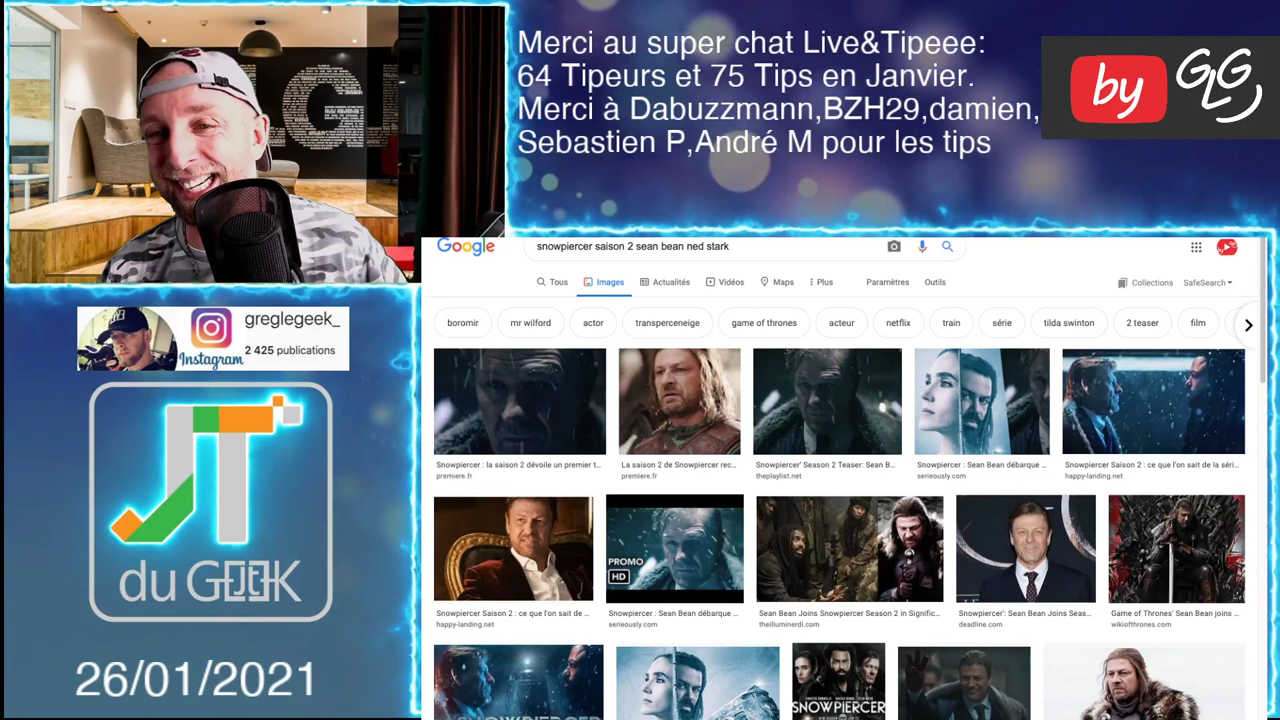 Merci au super chat Live&Tipeee:
64 Tipeurs et 75 Tips en Janvier.
Merci à Dabuzzmann,BZH29,damien,
Sebastien P,Andre M pour les tips
by GLG
greglegeek_
Instagram
2 425 publications
JT
du GEEK
26/01/2021
Google
snowpiercer saison 2 sean bean ned stark
Tous Images Actualités Vidéos Maps Plus Paramètres Outils Collections SafeSearch
boromir mr wilford actor transperceneige game of thrones acteur netflix train série tilda swinton 2 teaser film
Snowpiercer : la saison 2 dévoile un premier t...
premiere.fr
La saison 2 de Snowpiercer rec...
premiere.fr
Snowpiercer' Season 2 Teaser: Sean B...
theplaylist.net
Snowpiercer : Sean Bean débarque ...
serieously.com
Snowpiercer Saison 2 : ce que l'on sait de la séri...
happy-landing.net
PROMO
HD
Snowpiercer Saison 2 : ce que l'on sait de ...
happy-landing.net
Snowpiercer : Sean Bean débarque ...
serieously.com
Sean Bean Joins Snowpiercer Season 2 in Signific...
theilluminerdi.com
Snowpiercer': Sean Bean Joins Seas...
deadline.com
Game of Thrones' Sean Bean joins ...
wikiofthrones.com
SNOWPIERCER
SNOWPIERCER